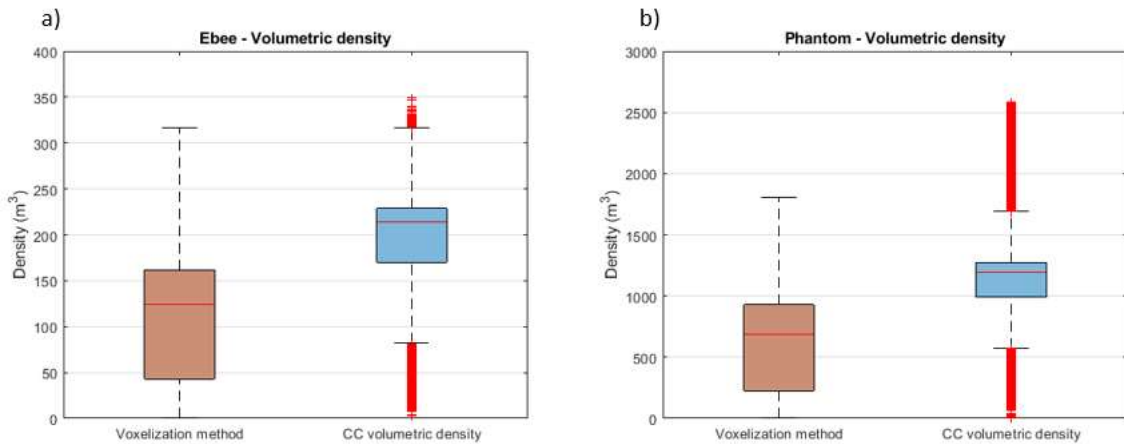 a)
Ebee - Volumetric density
400
350
300
250
200
150
100
50
0
Density (m³)
Voxelization method CC volumetric density
b)
Phantom - Volumetric density
3000
2500
2000
1500
1000
500
0
Density (m³)
Voxelization method CC volumetric density